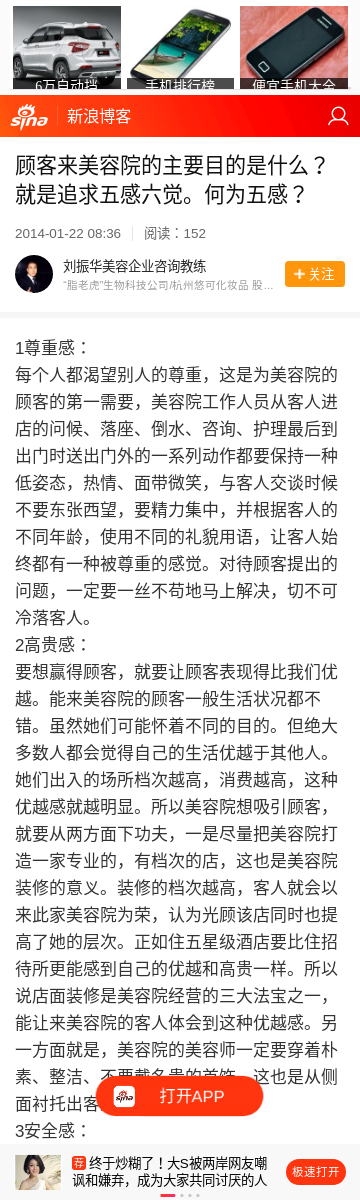 6万自动挡
手机排行榜
便宜手机大全
sina
新浪博客
顾客来美容院的主要目的是什么？
就是追求五感六觉。何为五感？
2014-01-22 08:36
阅读：152
刘振华美容企业咨询教练
“脂老虎”生物科技公司/杭州悠可化妆品 股…
关注
1尊重感：
每个人都渴望别人的尊重，这是为美容院的
顾客的第一需要，美容院工作人员从客人进
店的问候、落座、倒水、咨询、护理最后到
出门时送出门外的一系列动作都要保持一种
低姿态，热情、面带微笑，与客人交谈时候
不要东张西望，要精力集中，并根据客人的
不同年龄，使用不同的礼貌用语，让客人始
终都有一种被尊重的感觉。对待顾客提出的
问题，一定要一丝不苟地马上解决，切不可
冷落客人。
2高贵感：
要想赢得顾客，就要让顾客表现得比我们优
越。能来美容院的顾客一般生活状况都不
错。虽然她们可能怀着不同的目的。但绝大
多数人都会觉得自己的生活优越于其他人。
她们出入的场所档次越高，消费越高，这种
优越感就越明显。所以美容院想吸引顾客，
就要从两方面下功夫，一是尽量把美容院打
造一家专业的，有档次的店，这也是美容院
装修的意义。装修的档次越高，客人就会以
来此家美容院为荣，认为光顾该店同时也提
高了她的层次。正如住五星级酒店要比住招
待所更能感到自己的优越和高贵一样。所以
说店面装修是美容院经营的三大法宝之一，
能让来美容院的客人体会到这种优越感。另
一方面就是，美容院的美容师一定要穿着朴
素、整洁、不要戴名贵的首饰，这也是从侧
面衬托出客
sina
打开APP
3安全感：
荐 终于炒糊了！大S被两岸网友嘲
讽和嫌弃，成为大家共同讨厌的人
极速打开